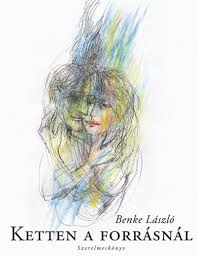 Benke László
KETTEN A FORRÁSNÁL
Szerelmeskönyv